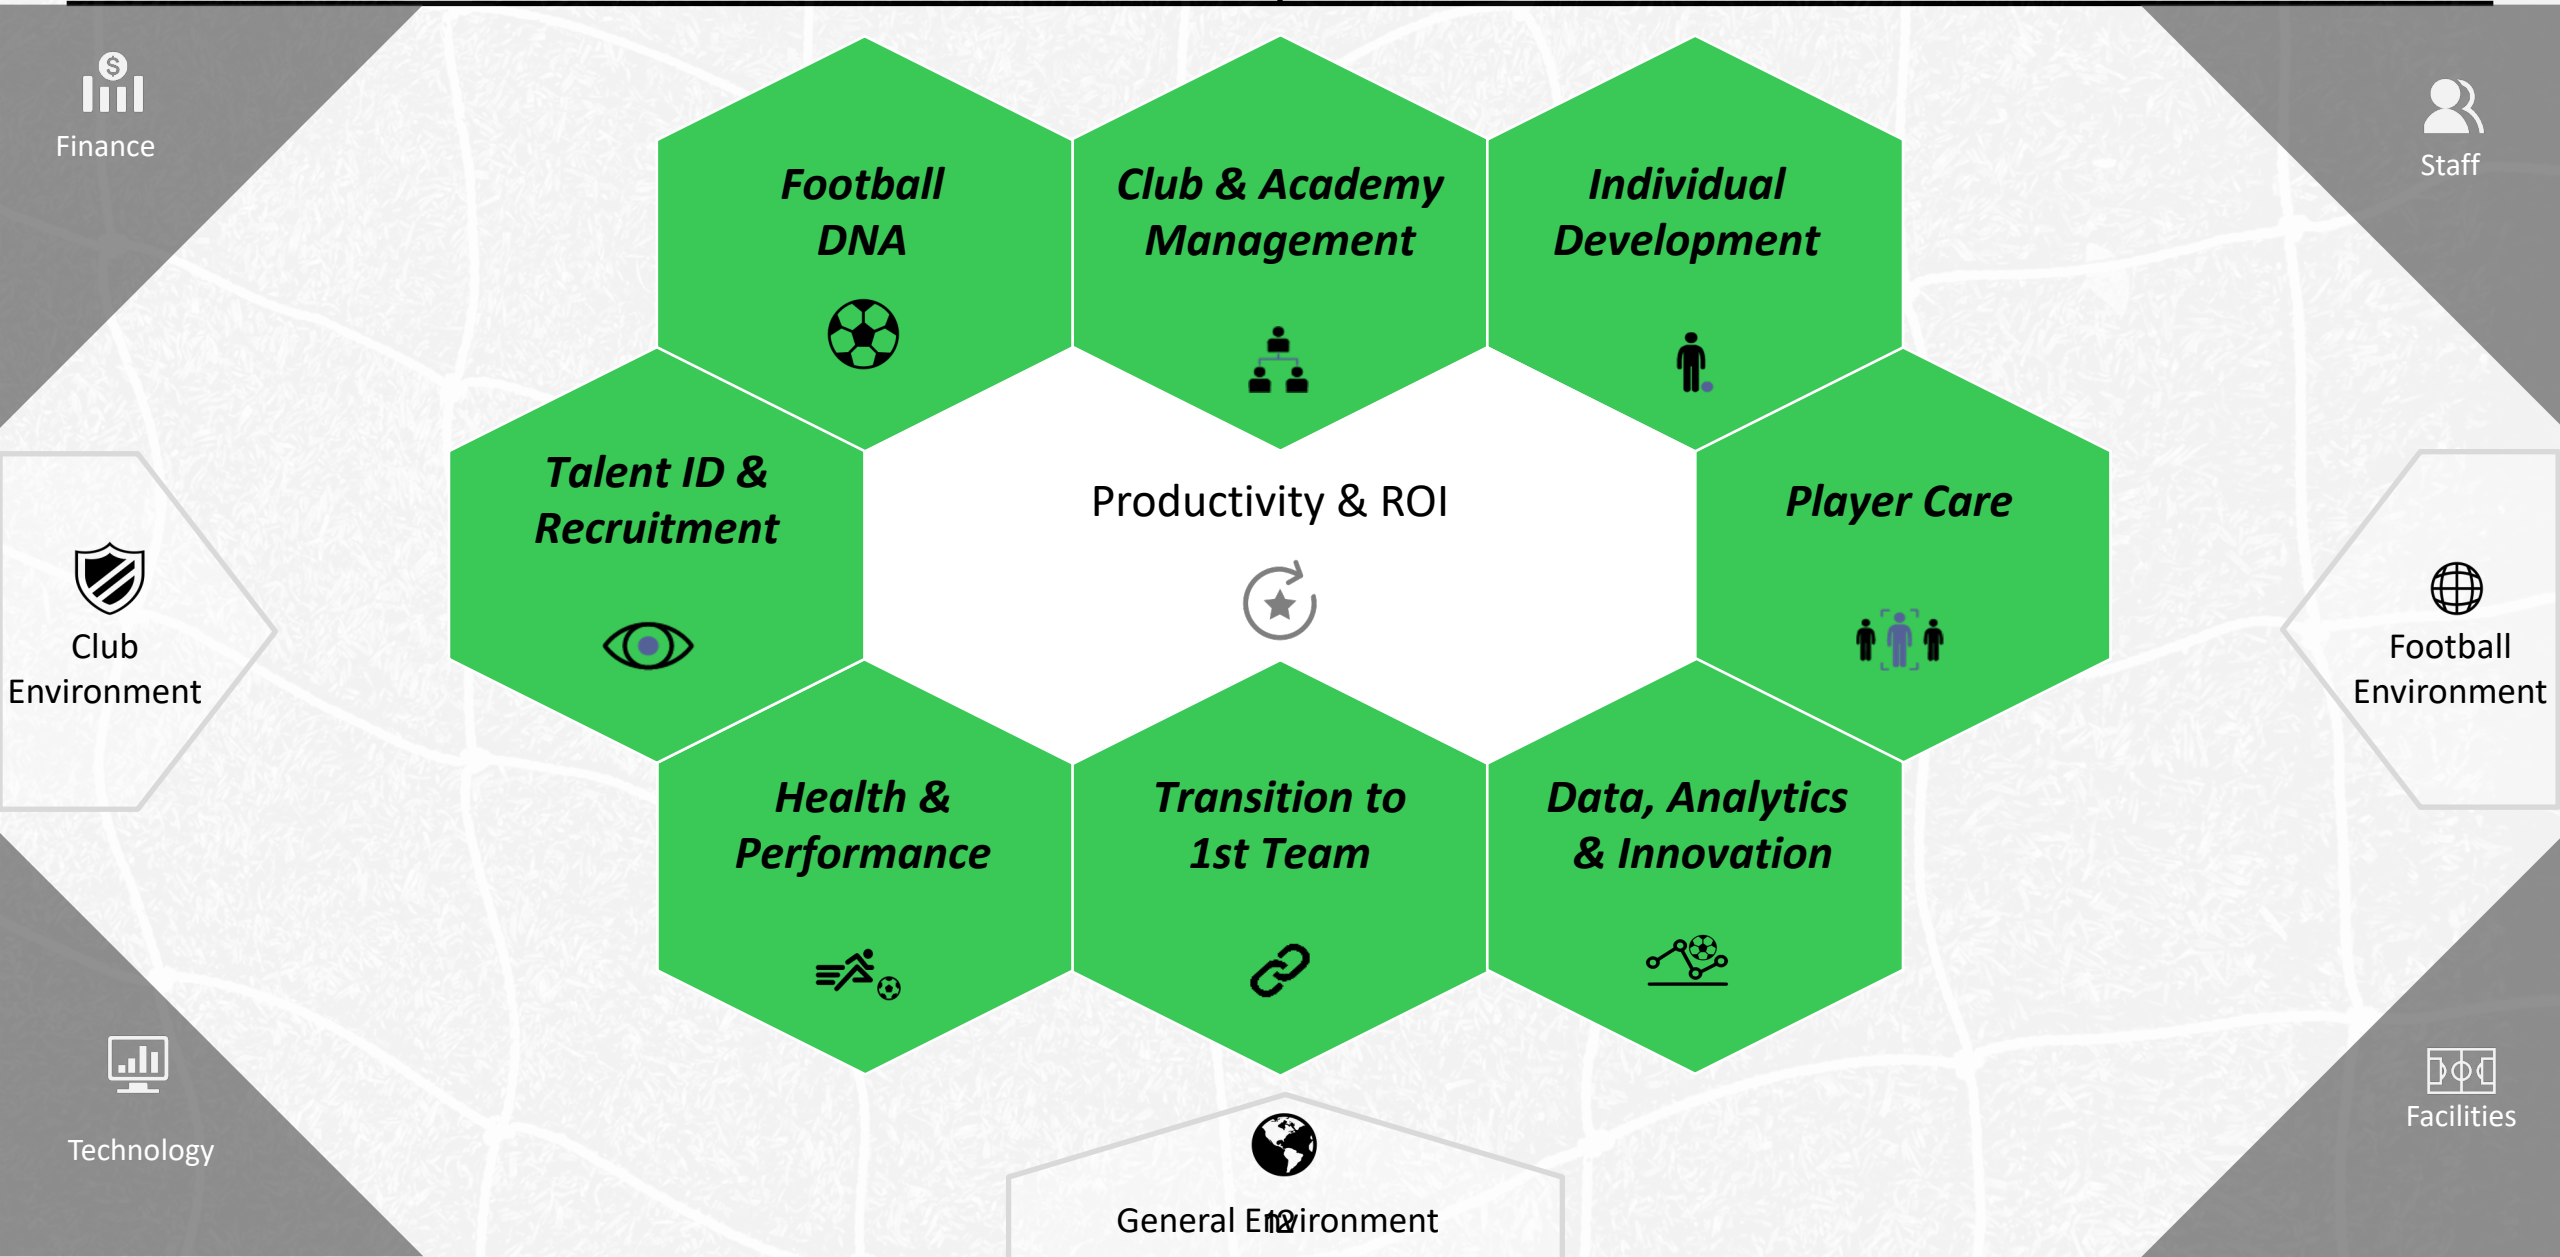 Finance
Staff
Football
DNA
Club & Academy
Management
Individual
Development
Talent ID &
Recruitment
Productivity & ROI
Player Care
Club
Environment
Football
Environment
Health &
Performance
Transition to
1st Team
Data, Analytics
& Innovation
Technology
Facilities
General Environment
12